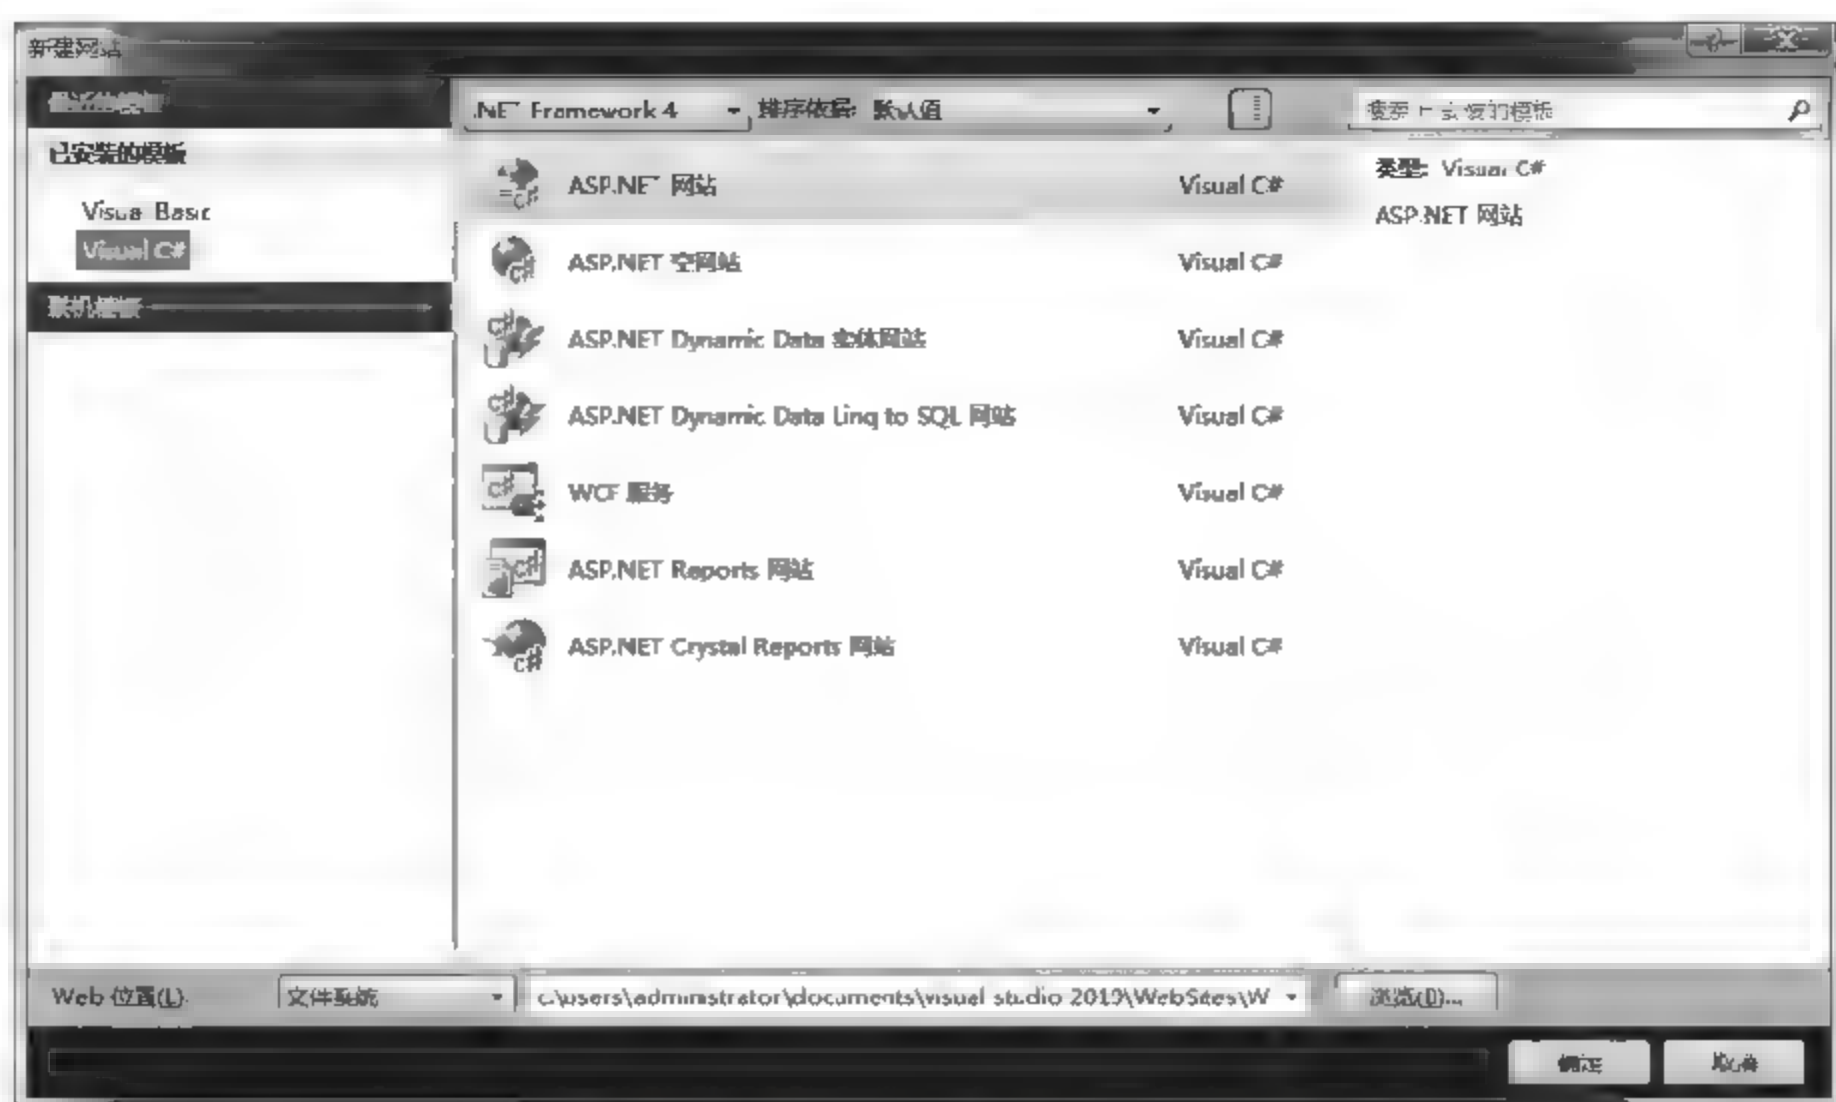 新建网站
最近的模板
.NET Framework 4 排序依据: 默认值 搜索 已安装的模板
已安装的模板
Visual Basic
Visual C#
联机模板
ASP.NET 网站 Visual C#
ASP.NET 空网站 Visual C#
ASP.NET Dynamic Data 实体网站 Visual C#
ASP.NET Dynamic Data Linq to SQL 网站 Visual C#
WCF 服务 Visual C#
ASP.NET Reports 网站 Visual C#
ASP.NET Crystal Reports 网站 Visual C#
类型: Visual C#
ASP.NET 网站
Web 位置(L): 文件系统 c:\users\administrator\documents\visual studio 2010\WebSites\W 浏览(B)...
确定 取消